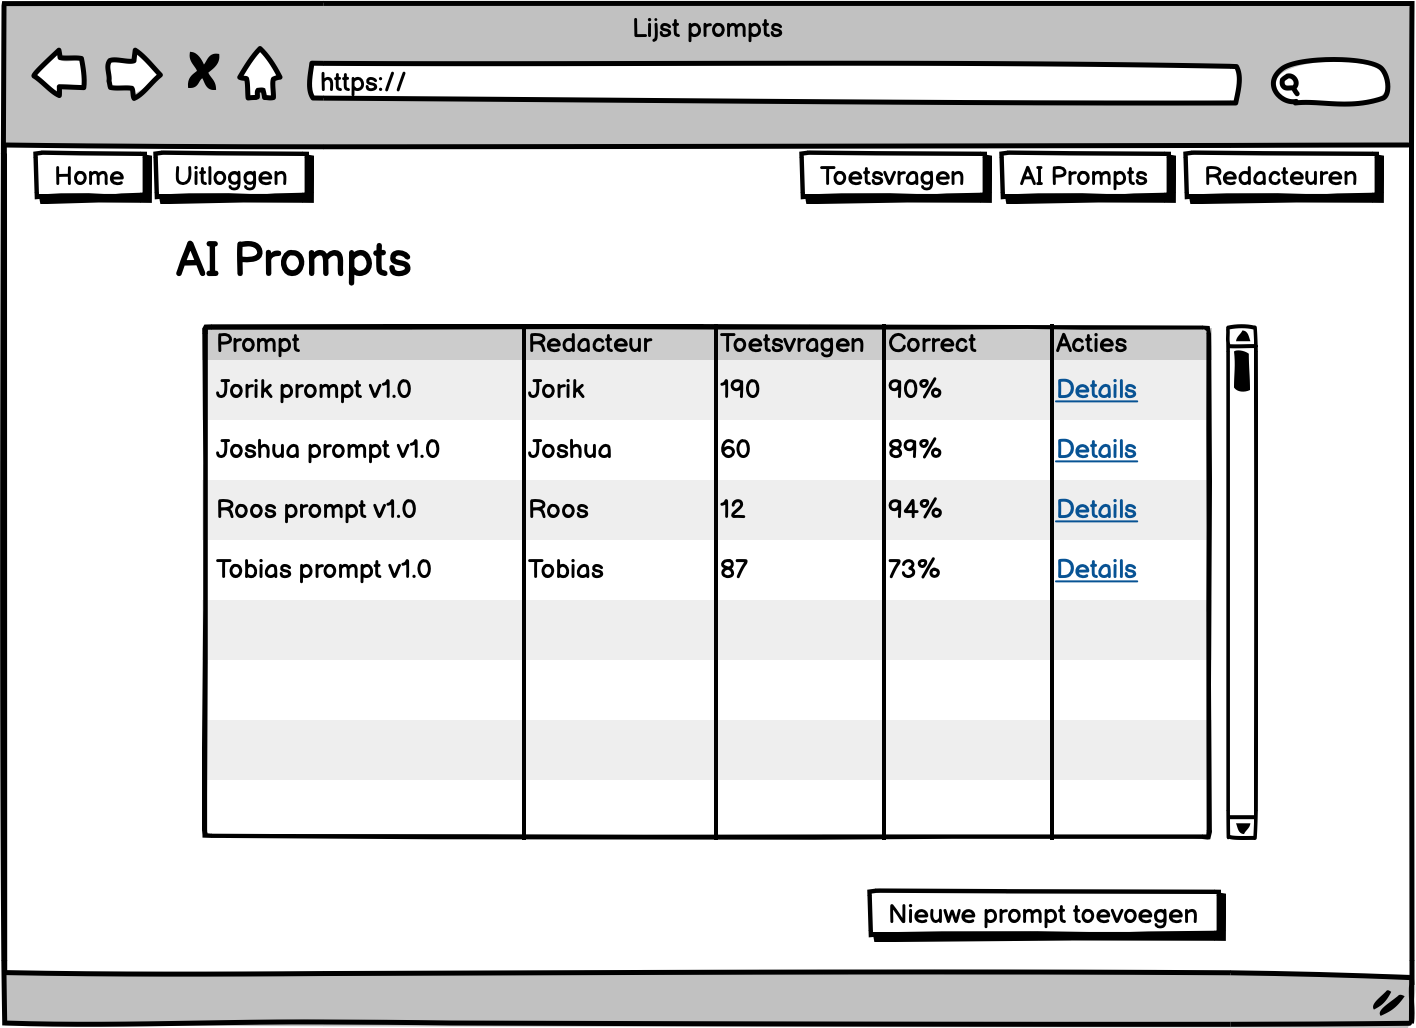 Lijst prompts
https://
Home Uitloggen Toetsvragen AI Prompts Redacteuren
AI Prompts
Prompt Redacteur Toetsvragen Correct Acties
Jorik prompt v1.0 Jorik 190 90% Details
Joshua prompt v1.0 Joshua 60 89% Details
Roos prompt v1.0 Roos 12 94% Details
Tobias prompt v1.0 Tobias 87 73% Details
Nieuwe prompt toevoegen